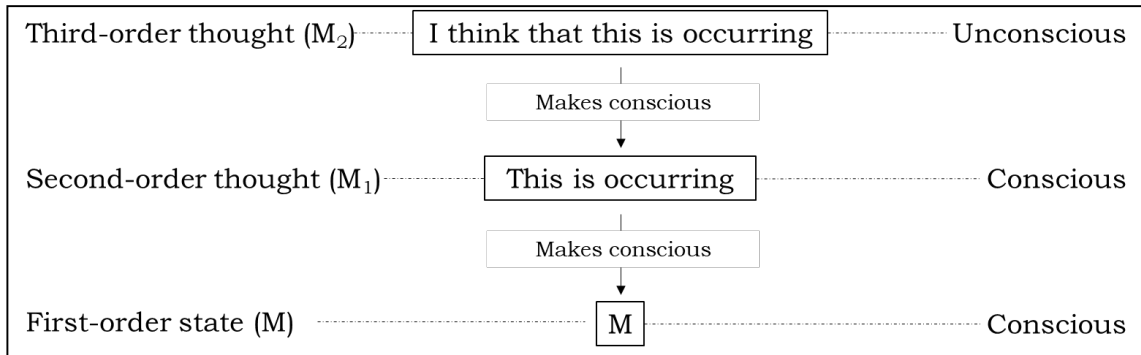 Third-order thought (M₂) I think that this is occurring Unconscious
Makes conscious
Second-order thought (M₁) This is occurring Conscious
Makes conscious
First-order state (M) M Conscious